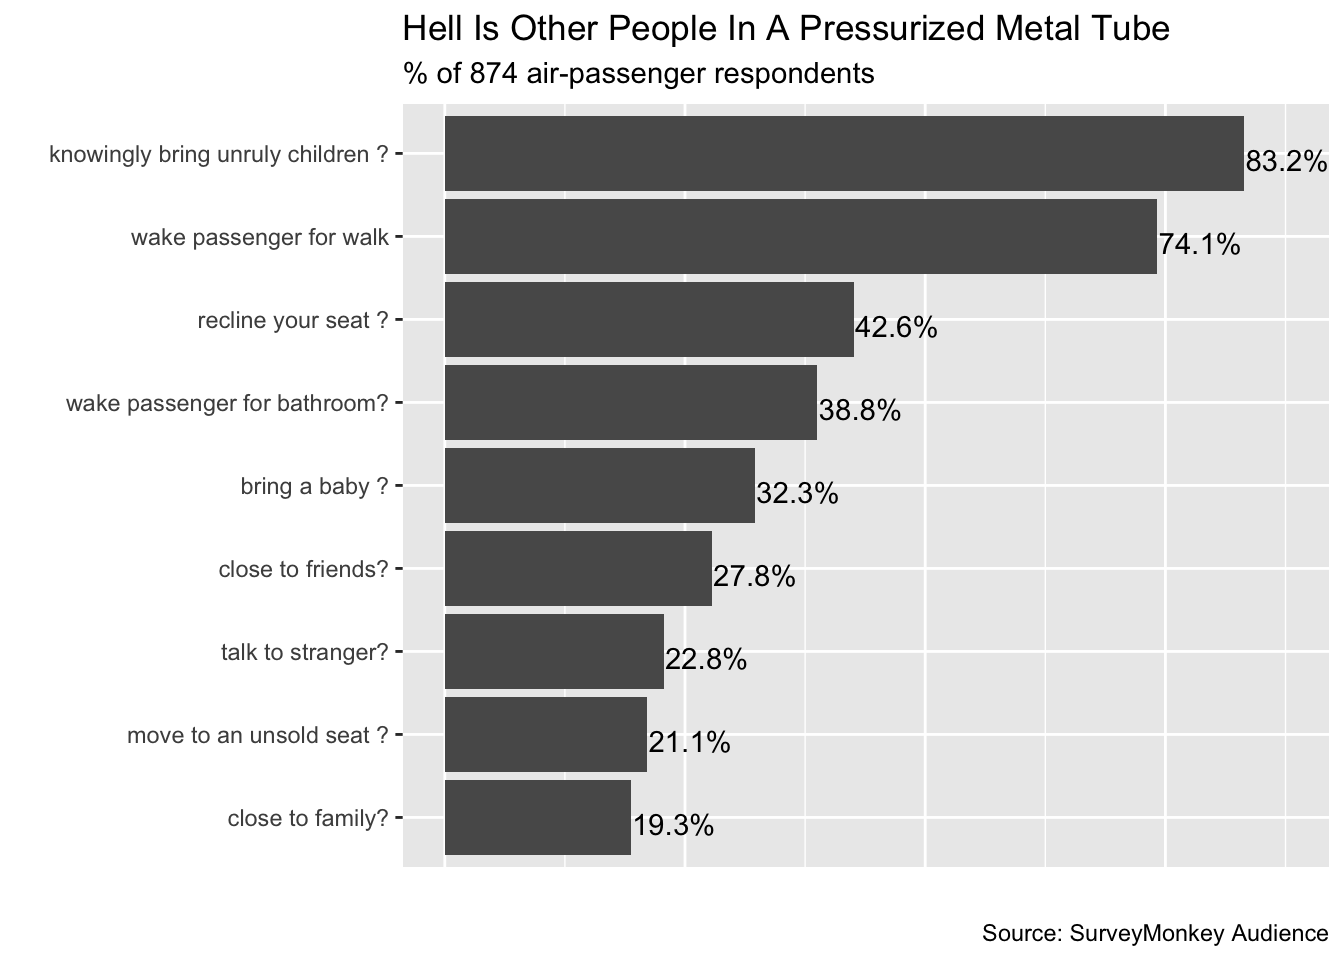 Hell Is Other People In A Pressurized Metal Tube
% of 874 air-passenger respondents
knowingly bring unruly children ? 83.2%
wake passenger for walk 74.1%
recline your seat ? 42.6%
wake passenger for bathroom? 38.8%
bring a baby ? 32.3%
close to friends? 27.8%
talk to stranger? 22.8%
move to an unsold seat ? 21.1%
close to family? 19.3%
Source: SurveyMonkey Audience